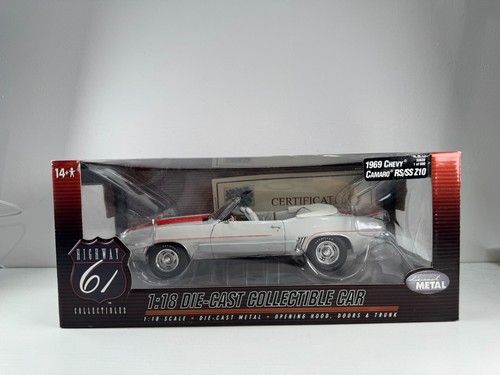 14+
1969 CHEVY
CAMARO® RS/SS Z10
CERTIFICAT
HIGHWAY
61
COLLECTIBLES
METAL
1:18 DIE-CAST COLLECTIBLE CAR
1:18 SCALE - DIE-CAST METAL - OPENING HOOD, DOORS & TRUNK